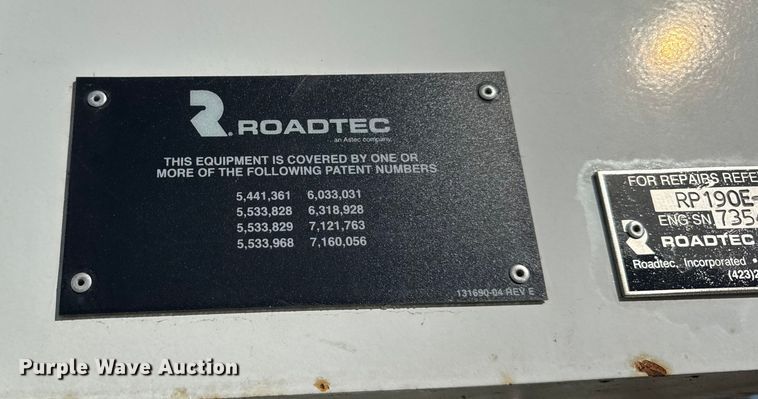 ROADTEC
an Astec company
THIS EQUIPMENT IS COVERED BY ONE OR
MORE OF THE FOLLOWING PATENT NUMBERS
5,441,361 6,033,031
5,533,828 6,318,928
5,533,829 7,121,763
5,533,968 7,160,056
131690-04 REV E
FOR REPAIRS REFE
RP190E-
ENG SN 735
ROADTEC
Roadtec, Incorporated •
(423)2
Purple Wave Auction